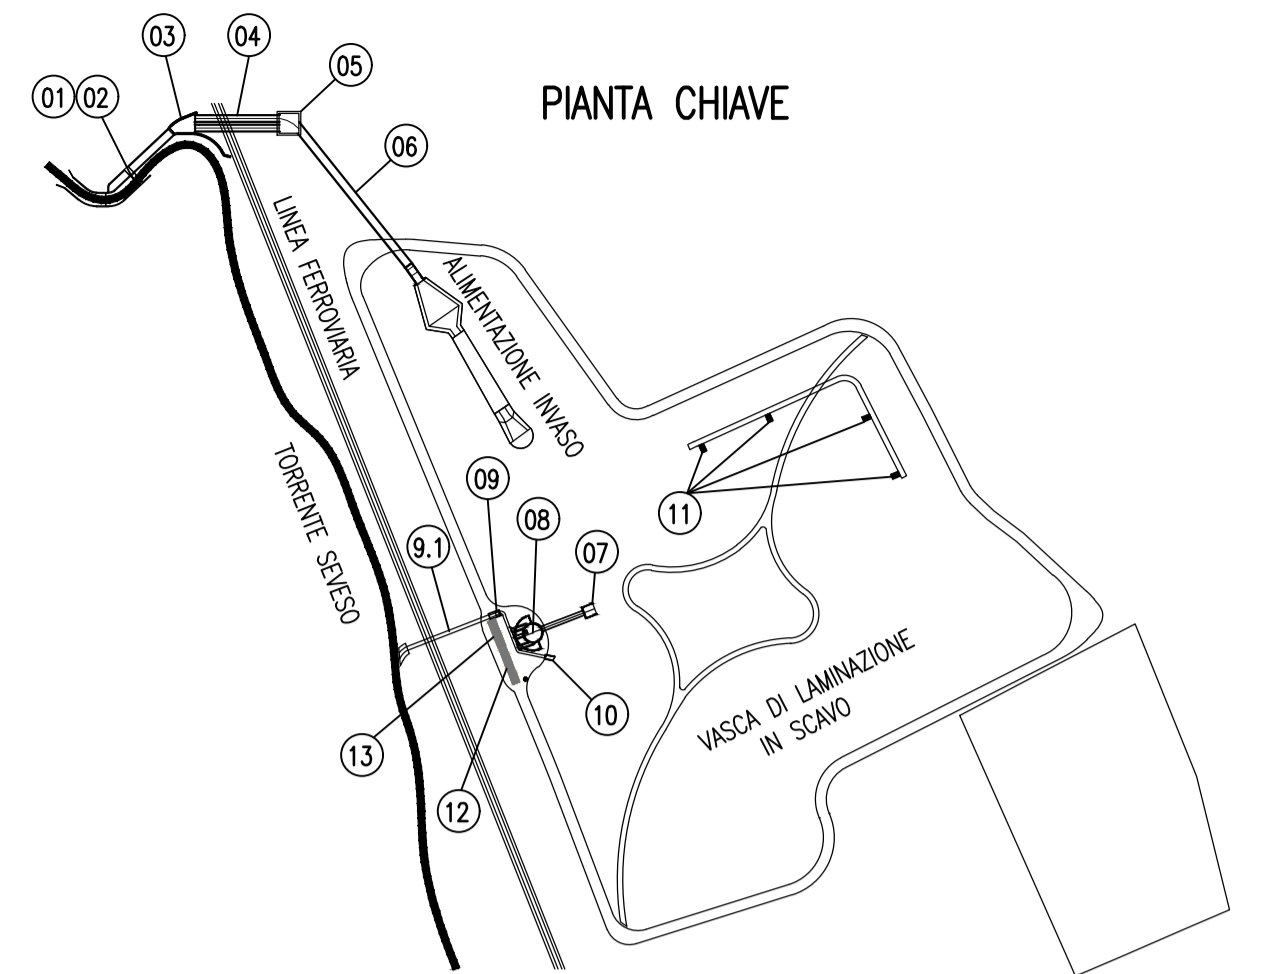 03
04
05
PIANTA CHIAVE
01
02
06
LINEA FERROVIARIA
ALIMENTAZIONE INVASO
TORRENTE SEVESO
09
08
11
9.1
07
VASCA DI LAMINAZIONE
IN SCAVO
10
13
12